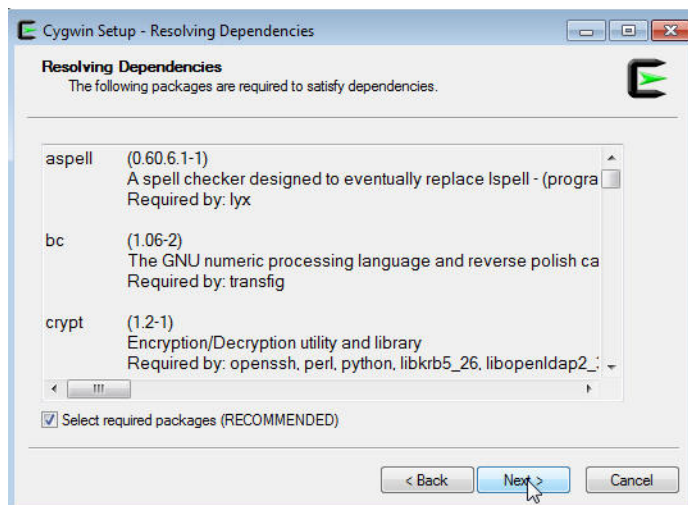 Cygwin Setup - Resolving Dependencies
Resolving Dependencies
The following packages are required to satisfy dependencies.
aspell (0.60.6.1-1)
A spell checker designed to eventually replace Ispell - (progra
Required by: lyx
bc (1.06-2)
The GNU numeric processing language and reverse polish ca
Required by: transfig
crypt (1.2-1)
Encryption/Decryption utility and library
Required by: openssh, perl, python, libkrb5_26, libopenldap2_
Select required packages (RECOMMENDED)
< Back Next > Cancel